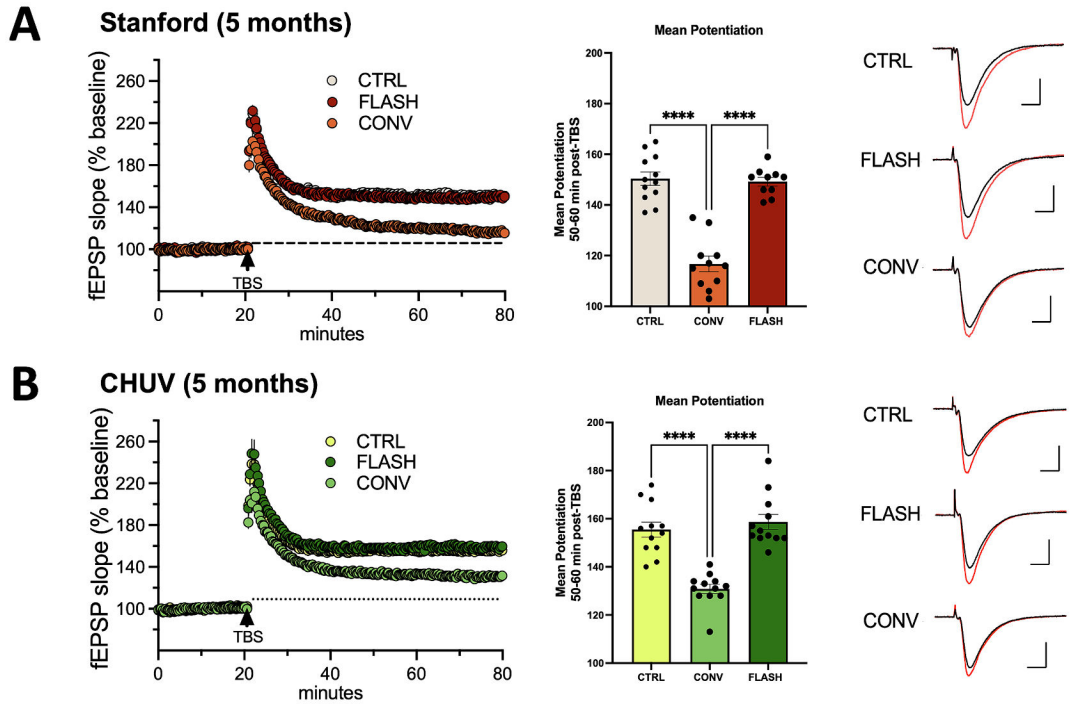 A
Stanford (5 months)
fEPSP slope (% baseline)
260
220
180
140
100
0
20
40
60
80
minutes
TBS
CTRL
FLASH
CONV
Mean Potentiation
Mean Potentiation
50-60 min post-TBS
200
180
160
140
120
100
****
****
CTRL
CONV
FLASH
CTRL
FLASH
CONV
B
CHUV (5 months)
fEPSP slope (% baseline)
260
220
180
140
100
0
20
40
60
80
minutes
TBS
CTRL
FLASH
CONV
Mean Potentiation
Mean Potentiation
50-60 min post-TBS
200
180
160
140
120
100
****
****
CTRL
CONV
FLASH
CTRL
FLASH
CONV